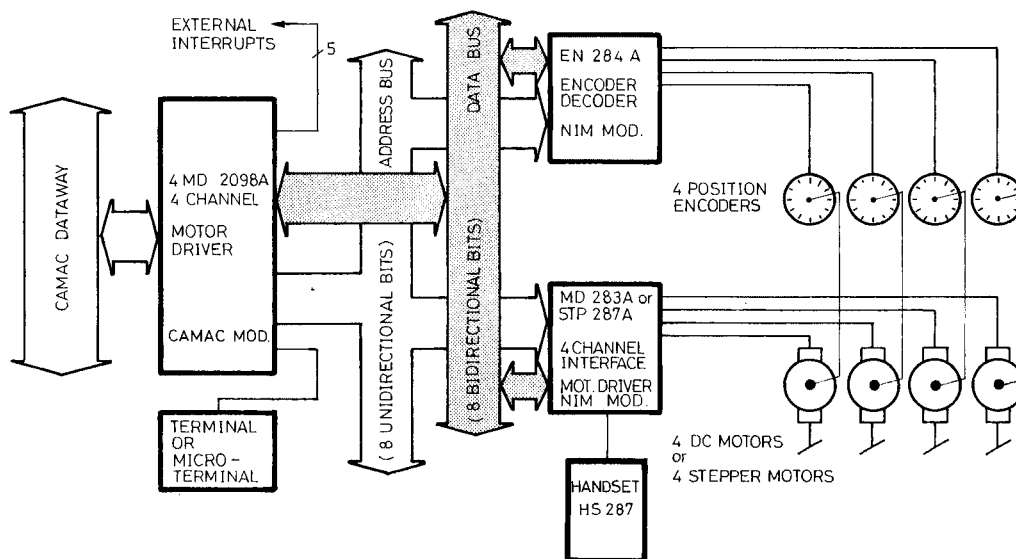 EXTERNAL
INTERRUPTS
5
CAMAC DATAWAY
4 MD 2098A
4 CHANNEL
MOTOR
DRIVER
CAMAC MOD.
TERMINAL
OR
MICRO-
TERMINAL
ADDRESS BUS
(8 UNIDIRECTIONAL BITS)
DATA BUS
(8 BIDIRECTIONAL BITS)
EN 284 A
ENCODER
DECODER
NIM MOD.
4 POSITION
ENCODERS
MD 283A or
STP 287A
4 CHANNEL
INTERFACE
MOT. DRIVER
NIM MOD.
4 DC MOTORS
or
4 STEPPER MOTORS
HANDSET
HS 287